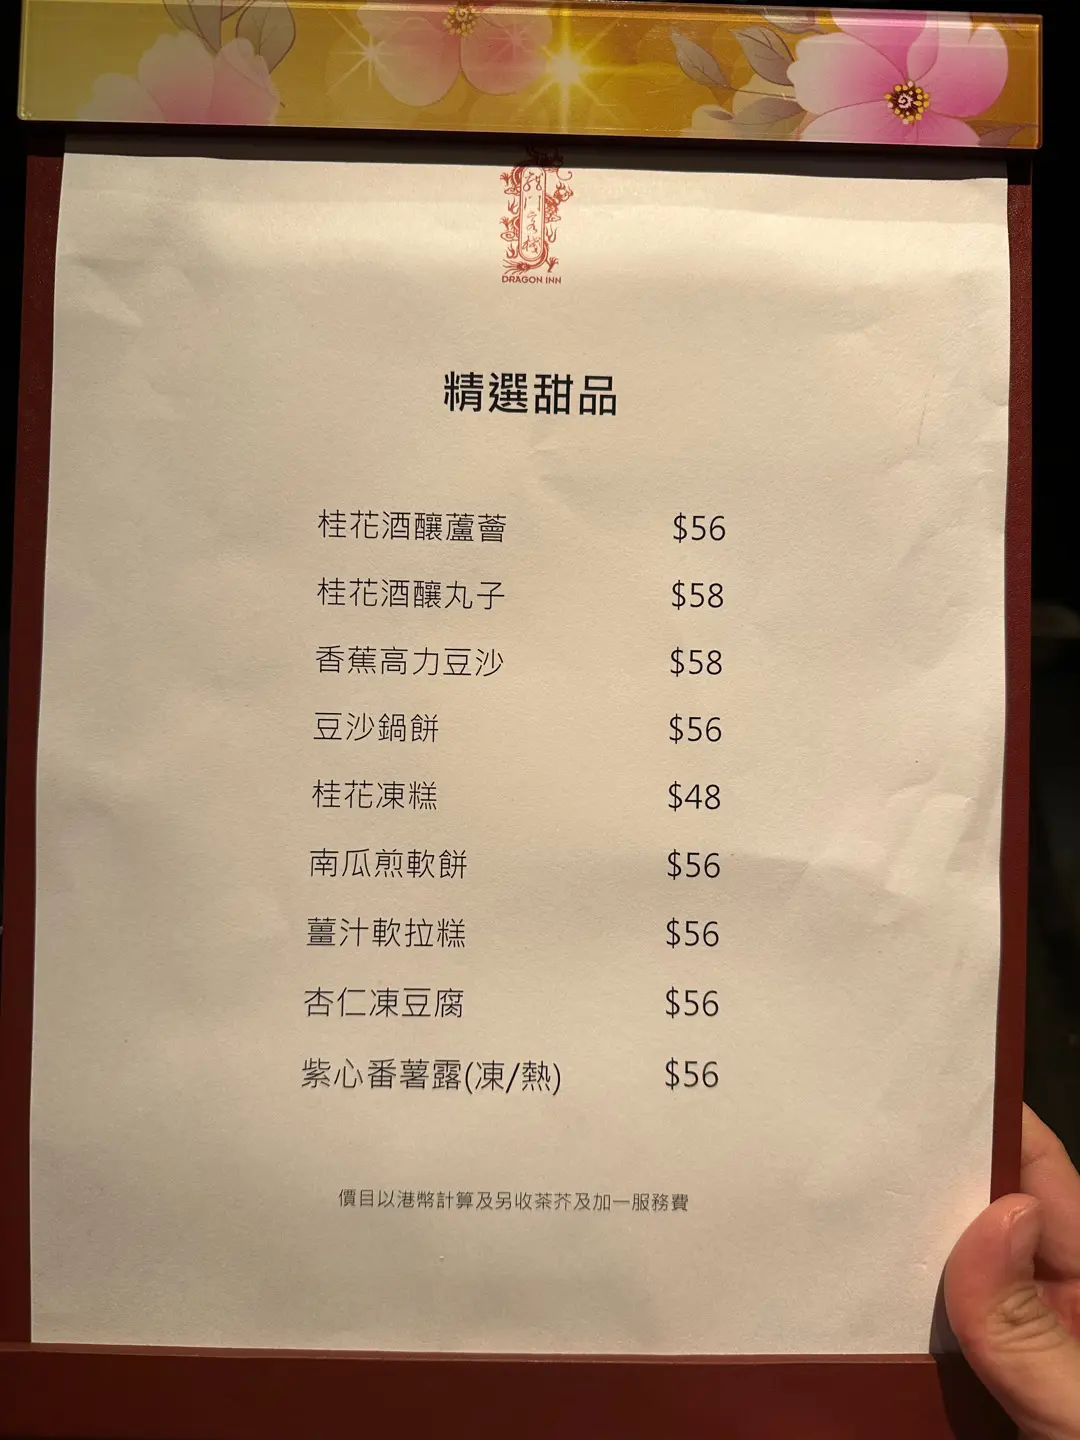 龍門客棧
DRAGON INN
精選甜品
桂花酒釀蘆薈 $56
桂花酒釀丸子 $58
香蕉高力豆沙 $58
豆沙鍋餅 $56
桂花凍糕 $48
南瓜煎軟餅 $56
薑汁軟拉糕 $56
杏仁凍豆腐 $56
紫心番薯露(凍/熱) $56
價目以港幣計算及另收茶芥及加一服務費